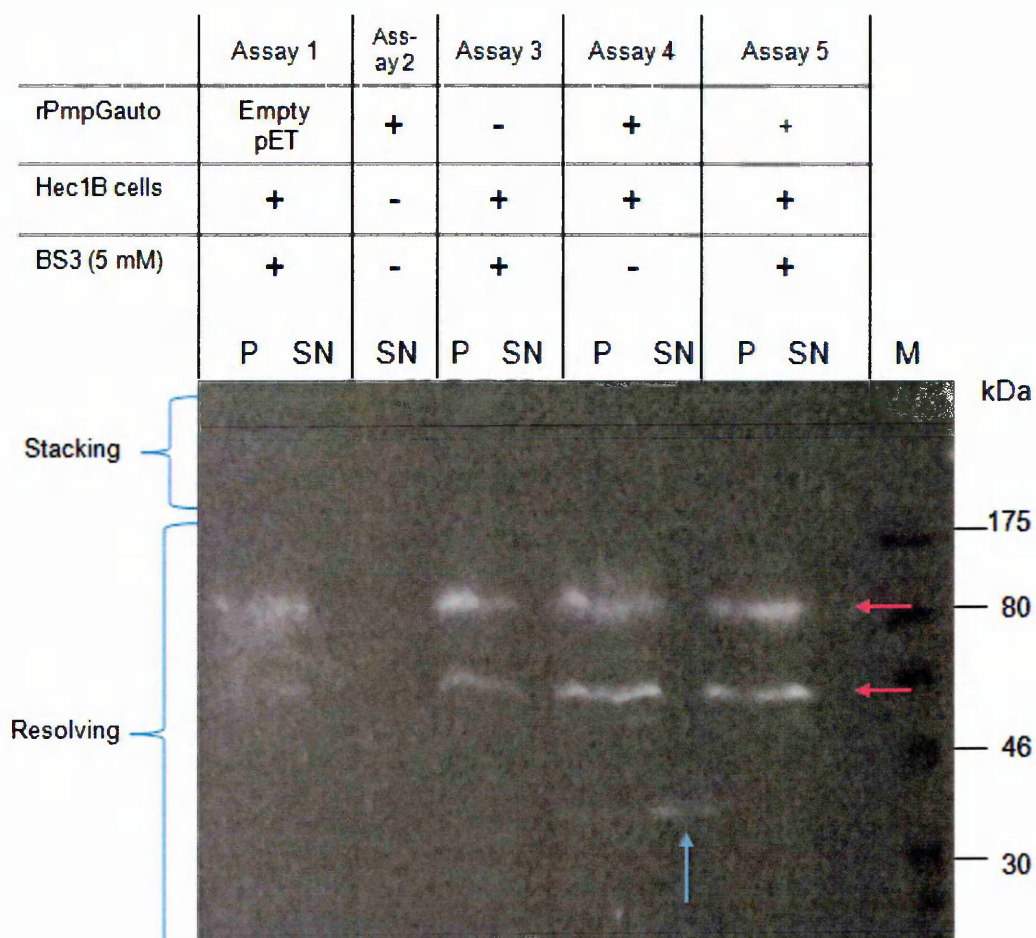 Assay 1 Ass- Assay 3 Assay 4 Assay 5
ay 2
rPmpGauto Empty + - + +
pET
Hec1B cells + - + + +
BS3 (5 mM) + - + - +
P SN SN P SN P SN P SN M
kDa
Stacking
175
80
Resolving
46
30